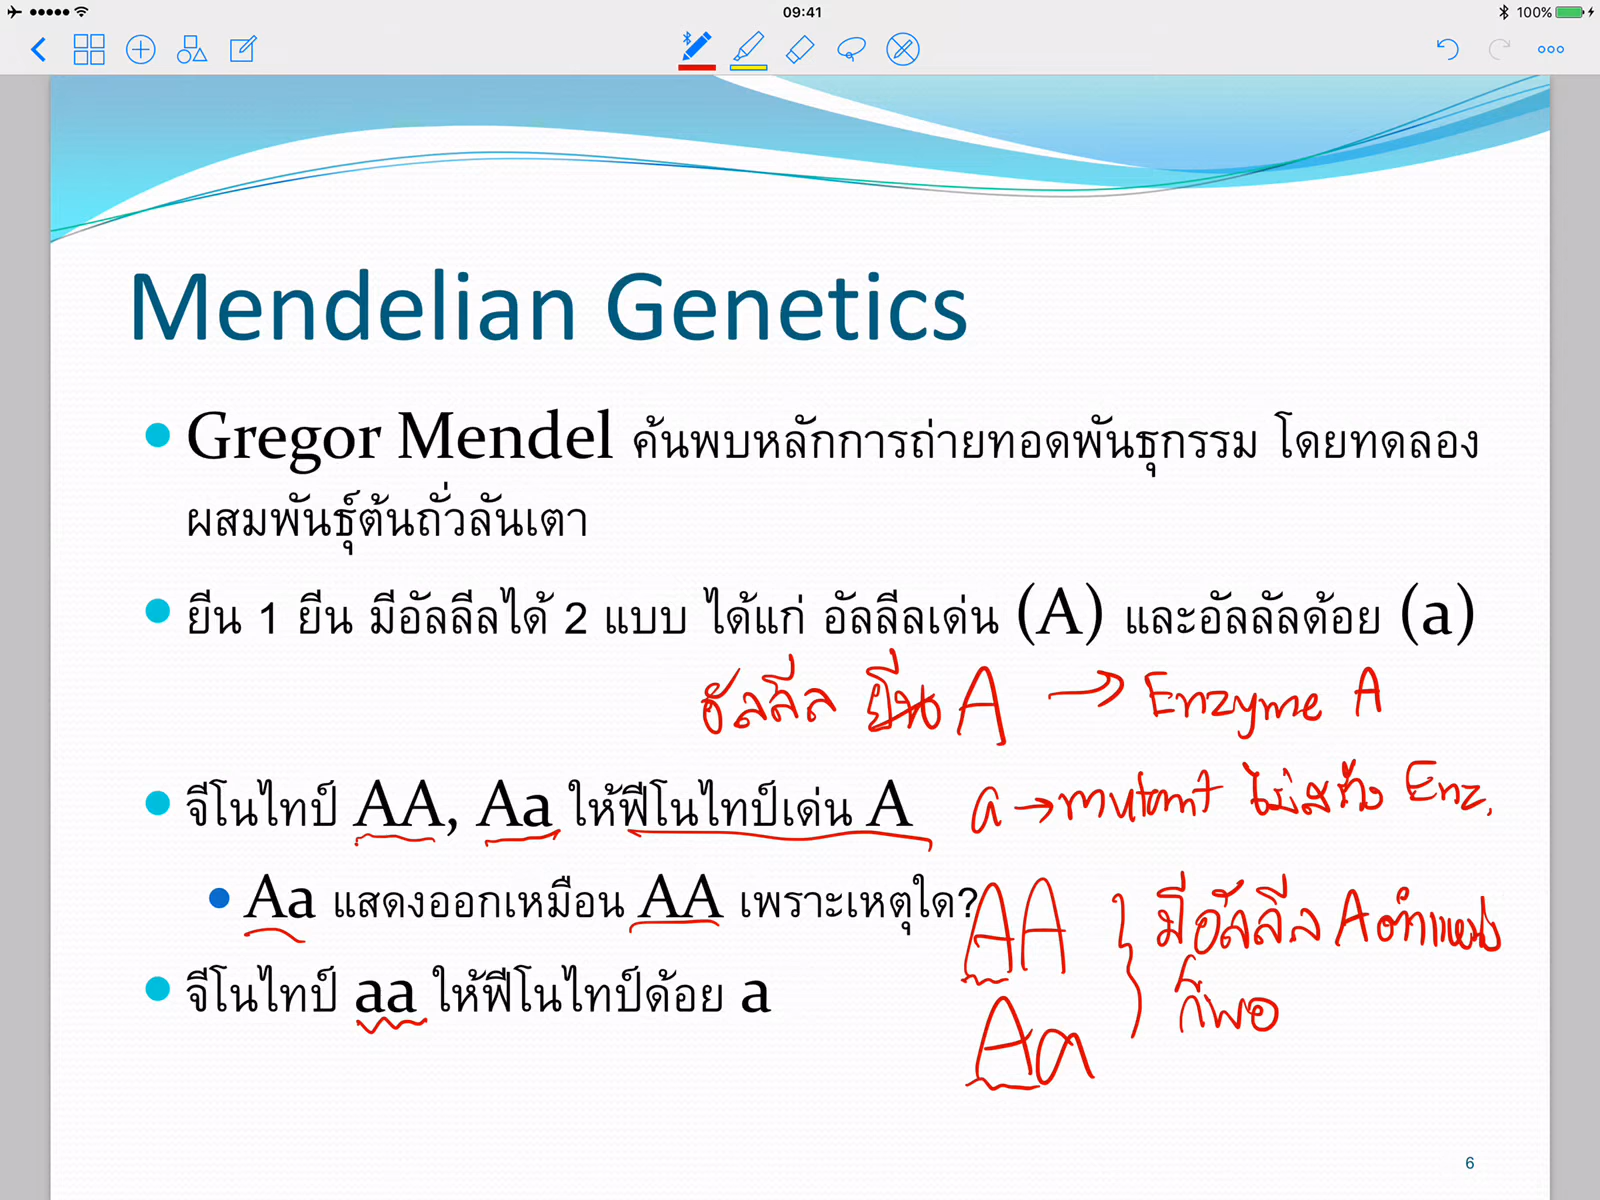 09:41
100%
Mendelian Genetics
Gregor Mendel ค้นพบหลักการถ่ายทอดพันธุกรรม โดยทดลอง
ผสมพันธุ์ต้นถั่วลันเตา
ยีน 1 ยีน มีอัลลีลได้ 2 แบบ ได้แก่ อัลลีลเด่น (A) และอัลลัลด้อย (a)
อัลลีล A → Enzyme A
จีโนไทป์ AA, Aa ให้ฟีโนไทป์เด่น A
a → mutant ไม่สร้าง Enz.
Aa แสดงออกเหมือน AA เพราะเหตุใด?
AA } มีอัลลีล A
ก็พอ
จีโนไทป์ aa ให้ฟีโนไทป์ด้อย a
Aa
6